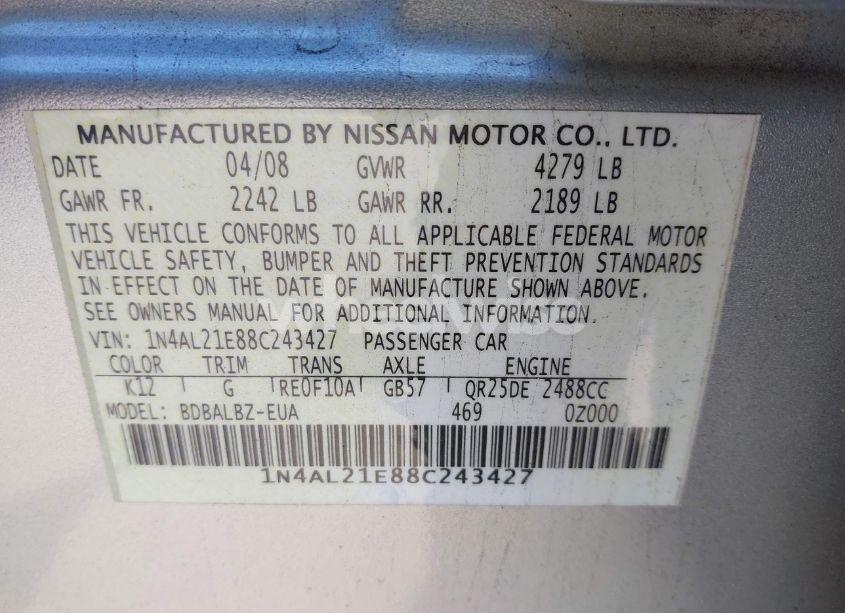 MANUFACTURED BY NISSAN MOTOR CO., LTD.
DATE 04/08 GVWR 4279 LB
GAWR FR. 2242 LB GAWR RR. 2189 LB
THIS VEHICLE CONFORMS TO ALL APPLICABLE FEDERAL MOTOR
VEHICLE SAFETY, BUMPER AND THEFT PREVENTION STANDARDS
IN EFFECT ON THE DATE OF MANUFACTURE SHOWN ABOVE.
SEE OWNERS MANUAL FOR ADDITIONAL INFORMATION.
VIN: 1N4AL21E88C243427 PASSENGER CAR
COLOR TRIM TRANS AXLE ENGINE
K12 G RE0F10A GB57 QR25DE 2488CC
MODEL: BDBALBZ-EUA 469 0Z000
1N4AL21E88C243427